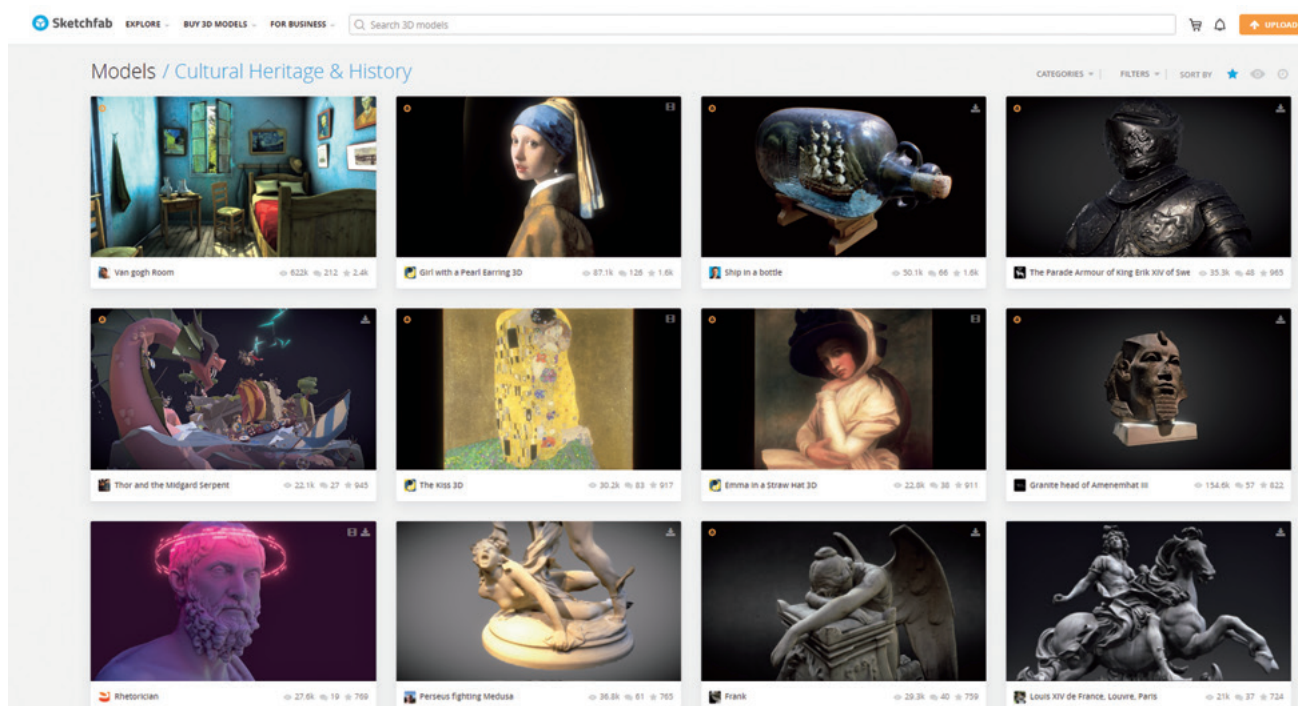 Sketchfab EXPLORE BUY 3D MODELS FOR BUSINESS Search 3D models UPLOAD
Models / Cultural Heritage & History CATEGORIES FILTERS SORT BY
Van gogh Room 622k 212 2.4k
Girl with a Pearl Earring 3D 87.1k 126 1.6k
Ship in a bottle 50.1k 66 1.6k
The Parade Armour of King Erik XIV of Swe 35.3k 48 965
Thor and the Midgard Serpent 22.1k 27 945
The Kiss 3D 30.2k 83 917
Emma in a Straw Hat 3D 22.8k 38 911
Granite head of Amenemhat III 154.6k 57 822
Rhetorician 27.6k 19 769
Perseus fighting Medusa 36.8k 61 765
Frank 29.3k 40 759
Louis XIV de France, Louvre, Paris 21k 37 724